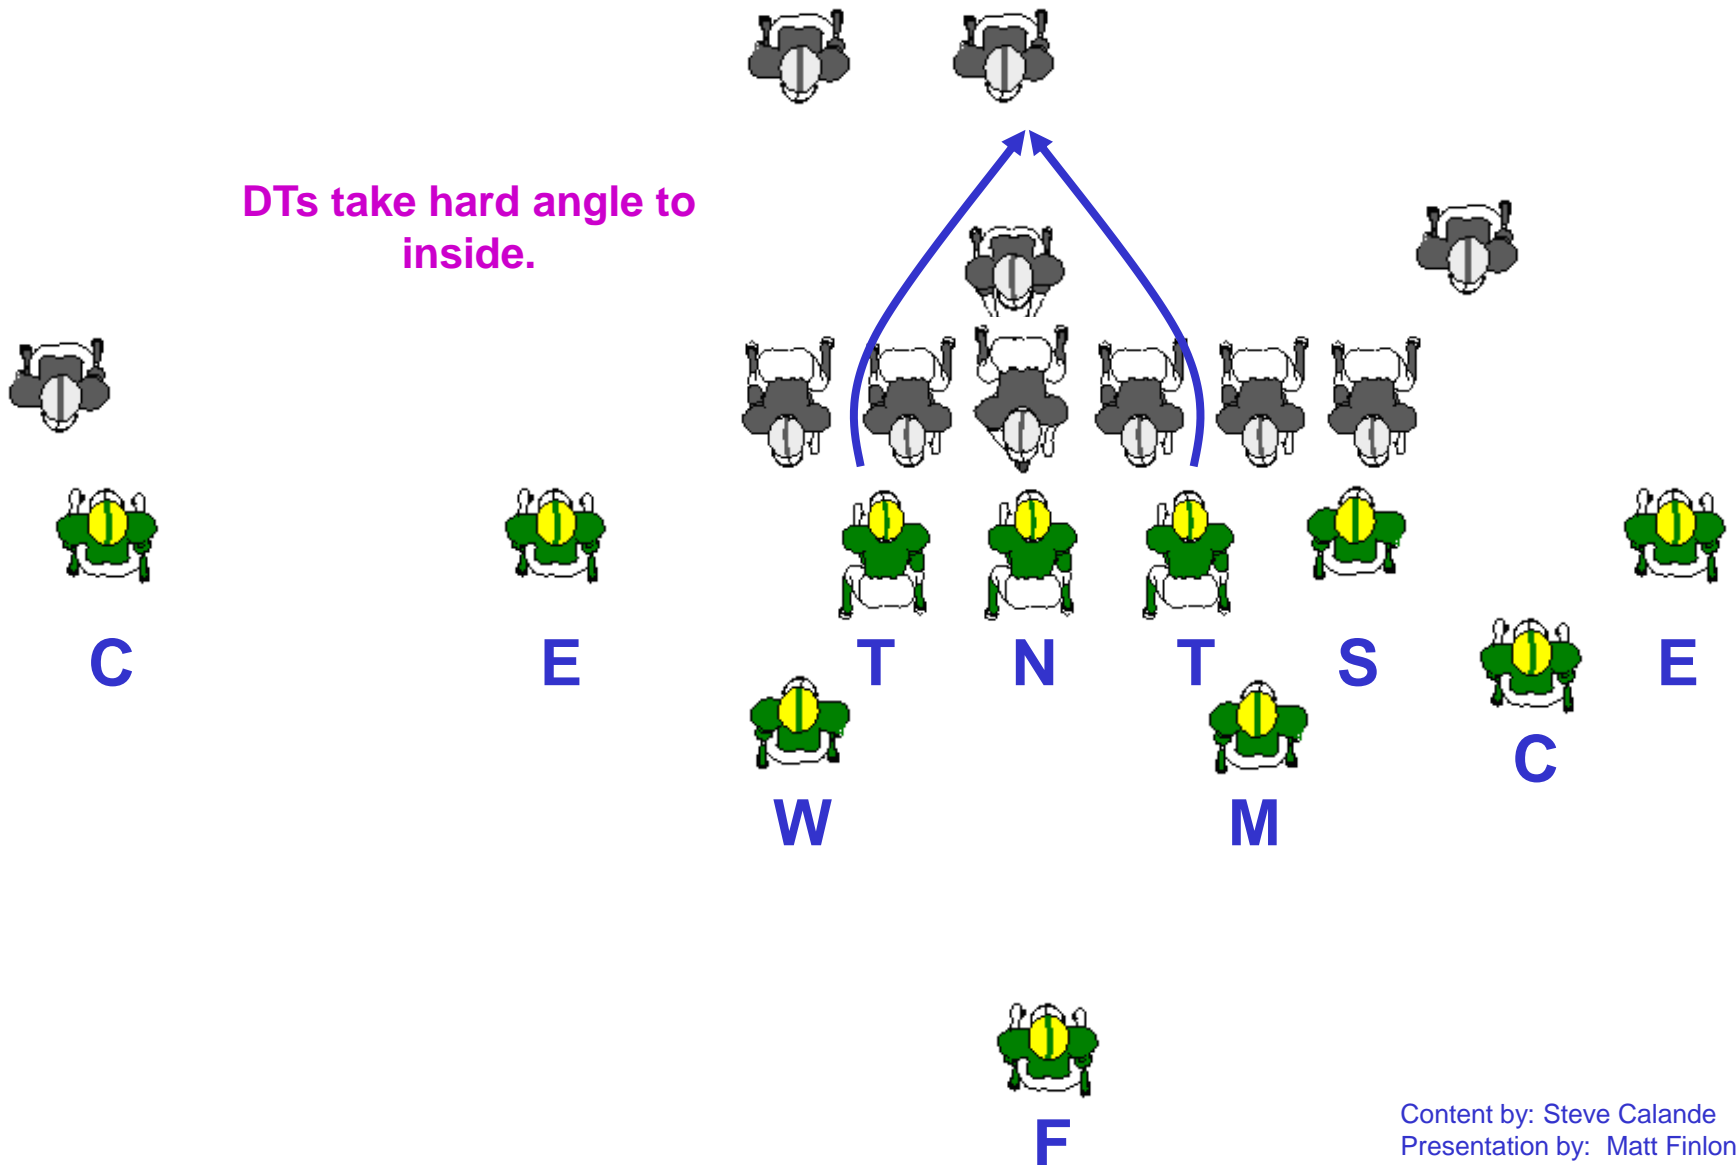 DTs take hard angle to
inside.
C E T N T S E
C
W M
F
Content by: Steve Calande
Presentation by: Matt Finlon